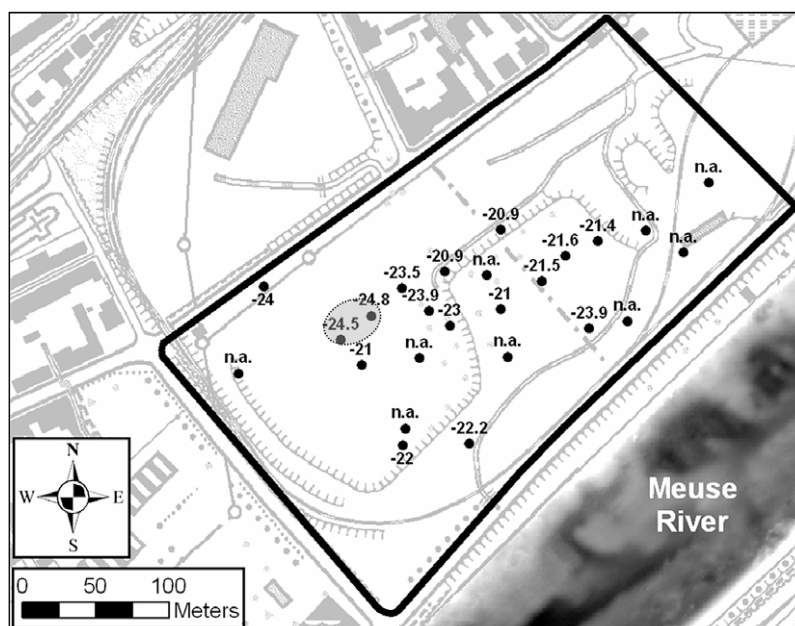 n.a.
-20.9
n.a.
-21.4
-21.6
n.a.
-20.9
n.a.
-21.5
-23.5
-24
-24.8
-23.9
-21
-24.5
-23
-23.9
n.a.
-21
n.a.
n.a.
n.a.
n.a.
-22.2
-22
N
W E
S
Meuse
River
0 50 100
Meters